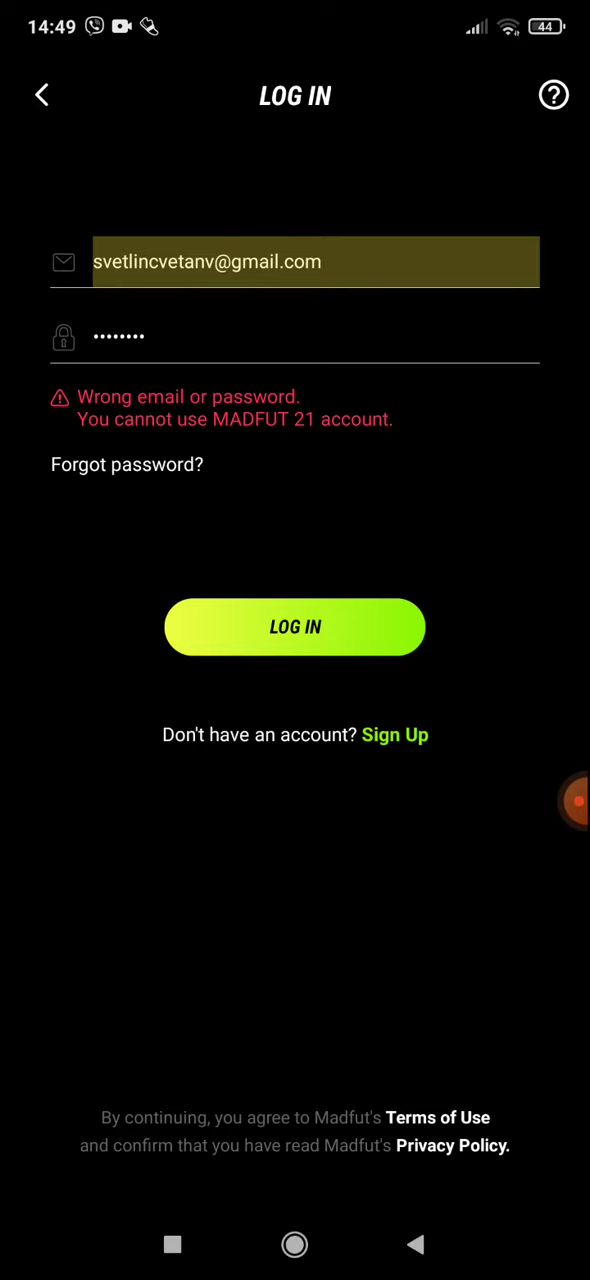 14:49
44
LOG IN
svetlincvetanv@gmail.com
••••••••
Wrong email or password.
You cannot use MADFUT 21 account.
Forgot password?
LOG IN
Don't have an account? Sign Up
By continuing, you agree to Madfut's Terms of Use
and confirm that you have read Madfut's Privacy Policy.